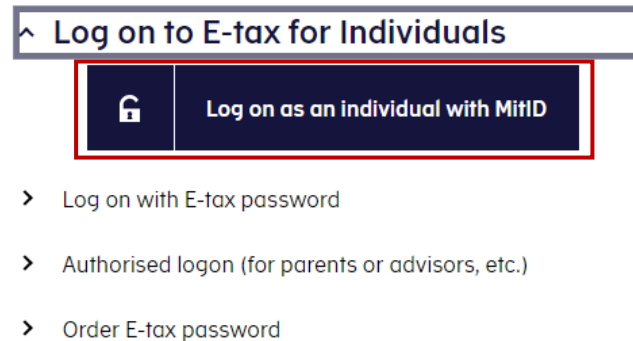 Log on to E-tax for Individuals
Log on as an individual with MitID
Log on with E-tax password
Authorised logon (for parents or advisors, etc.)
Order E-tax password